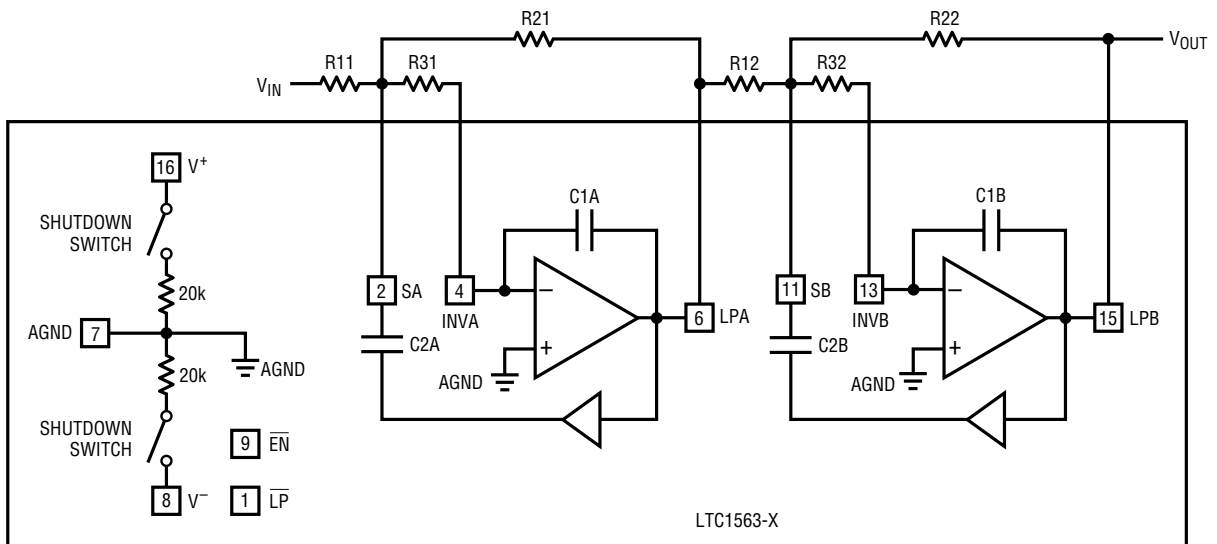 R21
R22
R11
R31
R12
R32
VOUT
VIN
16 V+
SHUTDOWN
SWITCH
20k
AGND 7
AGND
20k
SHUTDOWN
SWITCH
9 EN
8 V−
1 LP
C1A
2 SA
4
INVA
−
+
6 LPA
C2A
AGND
C1B
11 SB
13
INVB
−
+
15 LPB
C2B
AGND
LTC1563-X